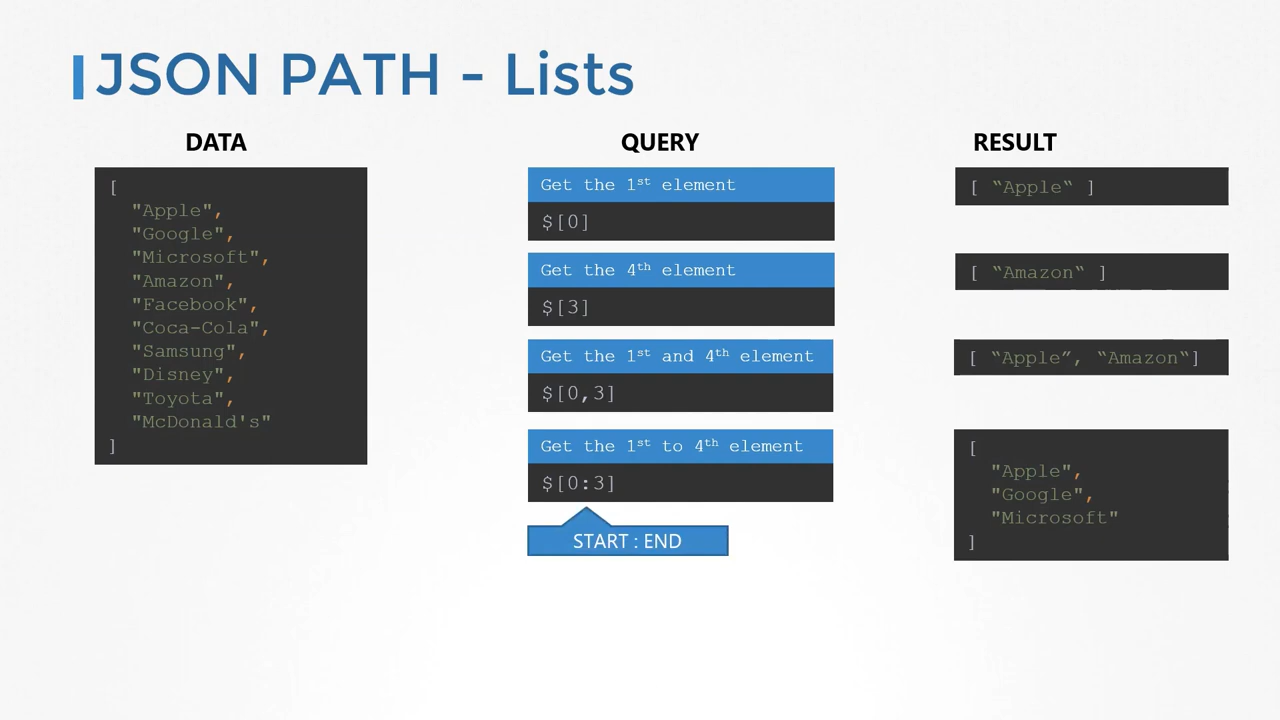 JSON PATH - Lists
DATA
[
"Apple",
"Google",
"Microsoft",
"Amazon",
"Facebook",
"Coca-Cola",
"Samsung",
"Disney",
"Toyota",
"McDonald's"
]
QUERY
Get the 1st element
$[0]
Get the 4th element
$[3]
Get the 1st and 4th element
$[0,3]
Get the 1st to 4th element
$[0:3]
START : END
RESULT
[ “Apple“ ]
[ “Amazon“ ]
[ “Apple”, “Amazon“]
[
"Apple",
"Google",
"Microsoft"
]